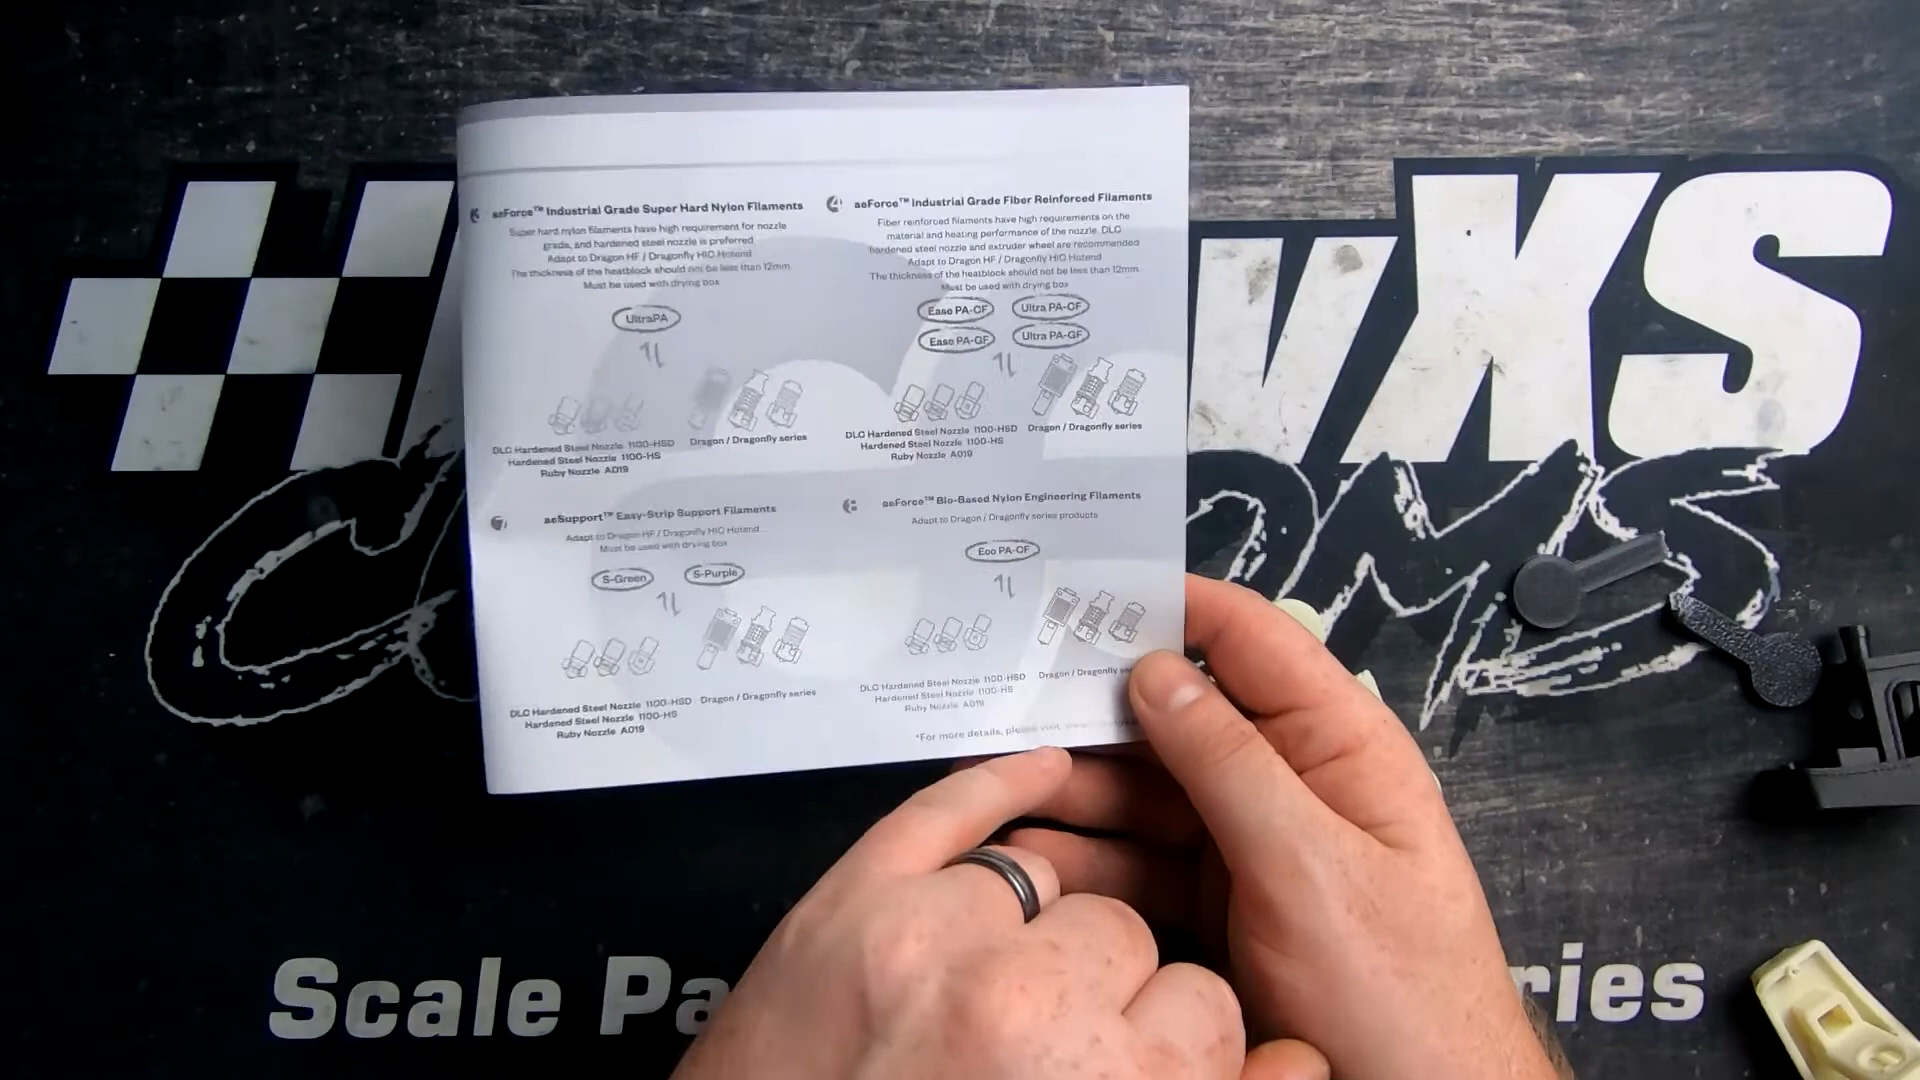 aeForce™ Industrial Grade Super Hard Nylon Filaments
Super hard nylon filaments have high requirement for nozzle
grade, and hardened steel nozzle is preferred
Adapt to Dragon HF / Dragonfly HIC Hotend
The thickness of the heatblock should not be less than 12mm
Must be used with drying box
UltraPA
DLC Hardened Steel Nozzle 1100-HSD
Hardened Steel Nozzle 1100-HS
Ruby Nozzle A019
Dragon / Dragonfly series
4 aeForce™ Industrial Grade Fiber Reinforced Filaments
Fiber reinforced filaments have high requirements on the
material and heating performance of the nozzle. DLC
hardened steel nozzle and extruder wheel are recommended
Adapt to Dragon HF / Dragonfly HIC Hotend
The thickness of the heatblock should not be less than 12mm
Must be used with drying box
Ease PA-CF Ultra PA-CF
Ease PA-GF Ultra PA-GF
DLC Hardened Steel Nozzle 1100-HSD
Hardened Steel Nozzle 1100-HS
Ruby Nozzle A019
Dragon / Dragonfly series
aeSupport™ Easy-Strip Support Filaments
Adapt to Dragon HF / Dragonfly HIC Hotend
Must be used with drying box
S-Green S-Purple
DLC Hardened Steel Nozzle 1100-HSD
Hardened Steel Nozzle 1100-HS
Ruby Nozzle A019
Dragon / Dragonfly series
aeForce™ Bio-Based Nylon Engineering Filaments
Adapt to Dragon / Dragonfly series products
Eco PA-CF
DLC Hardened Steel Nozzle 1100-HSD
Hardened Steel Nozzle 1100-HS
Ruby Nozzle A019
Dragon / Dragonfly
*For more details, please visit
Scale